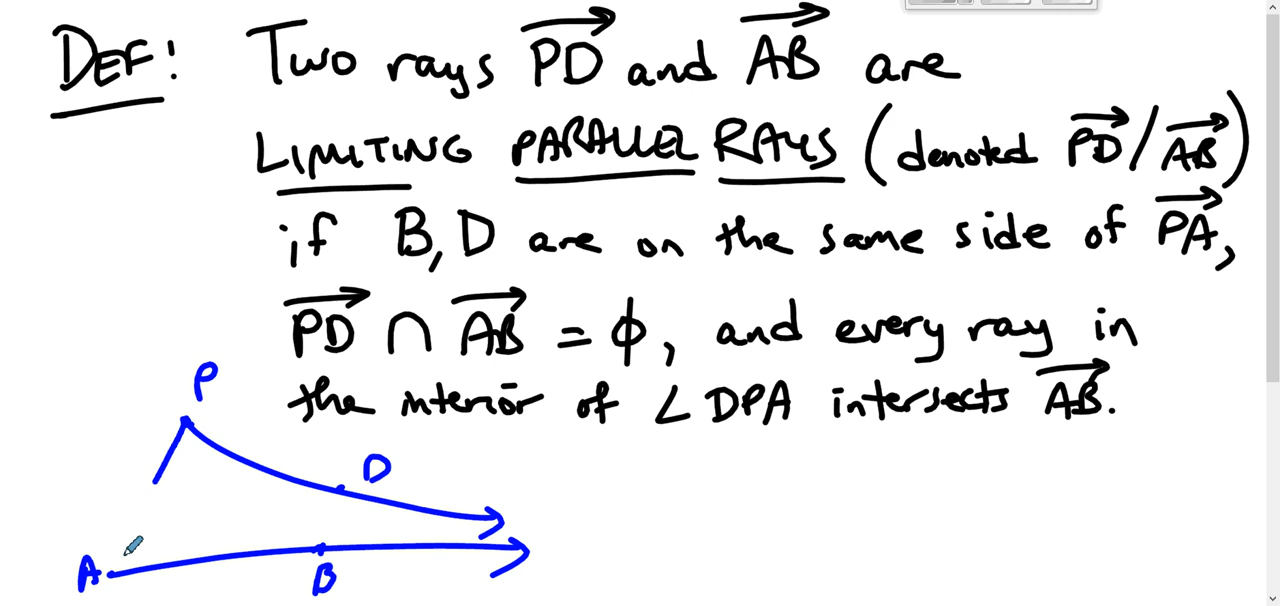 DEF: Two rays PD⃗ and AB⃗ are
LIMITING PARALLEL RAYS (denoted PD⃗/AB⃗)
if B, D are on the same side of PA⃗,
PD⃗ ∩ AB⃗ = ϕ, and every ray in
the interior of ∠DPA intersects AB⃗.
P
D
A
B